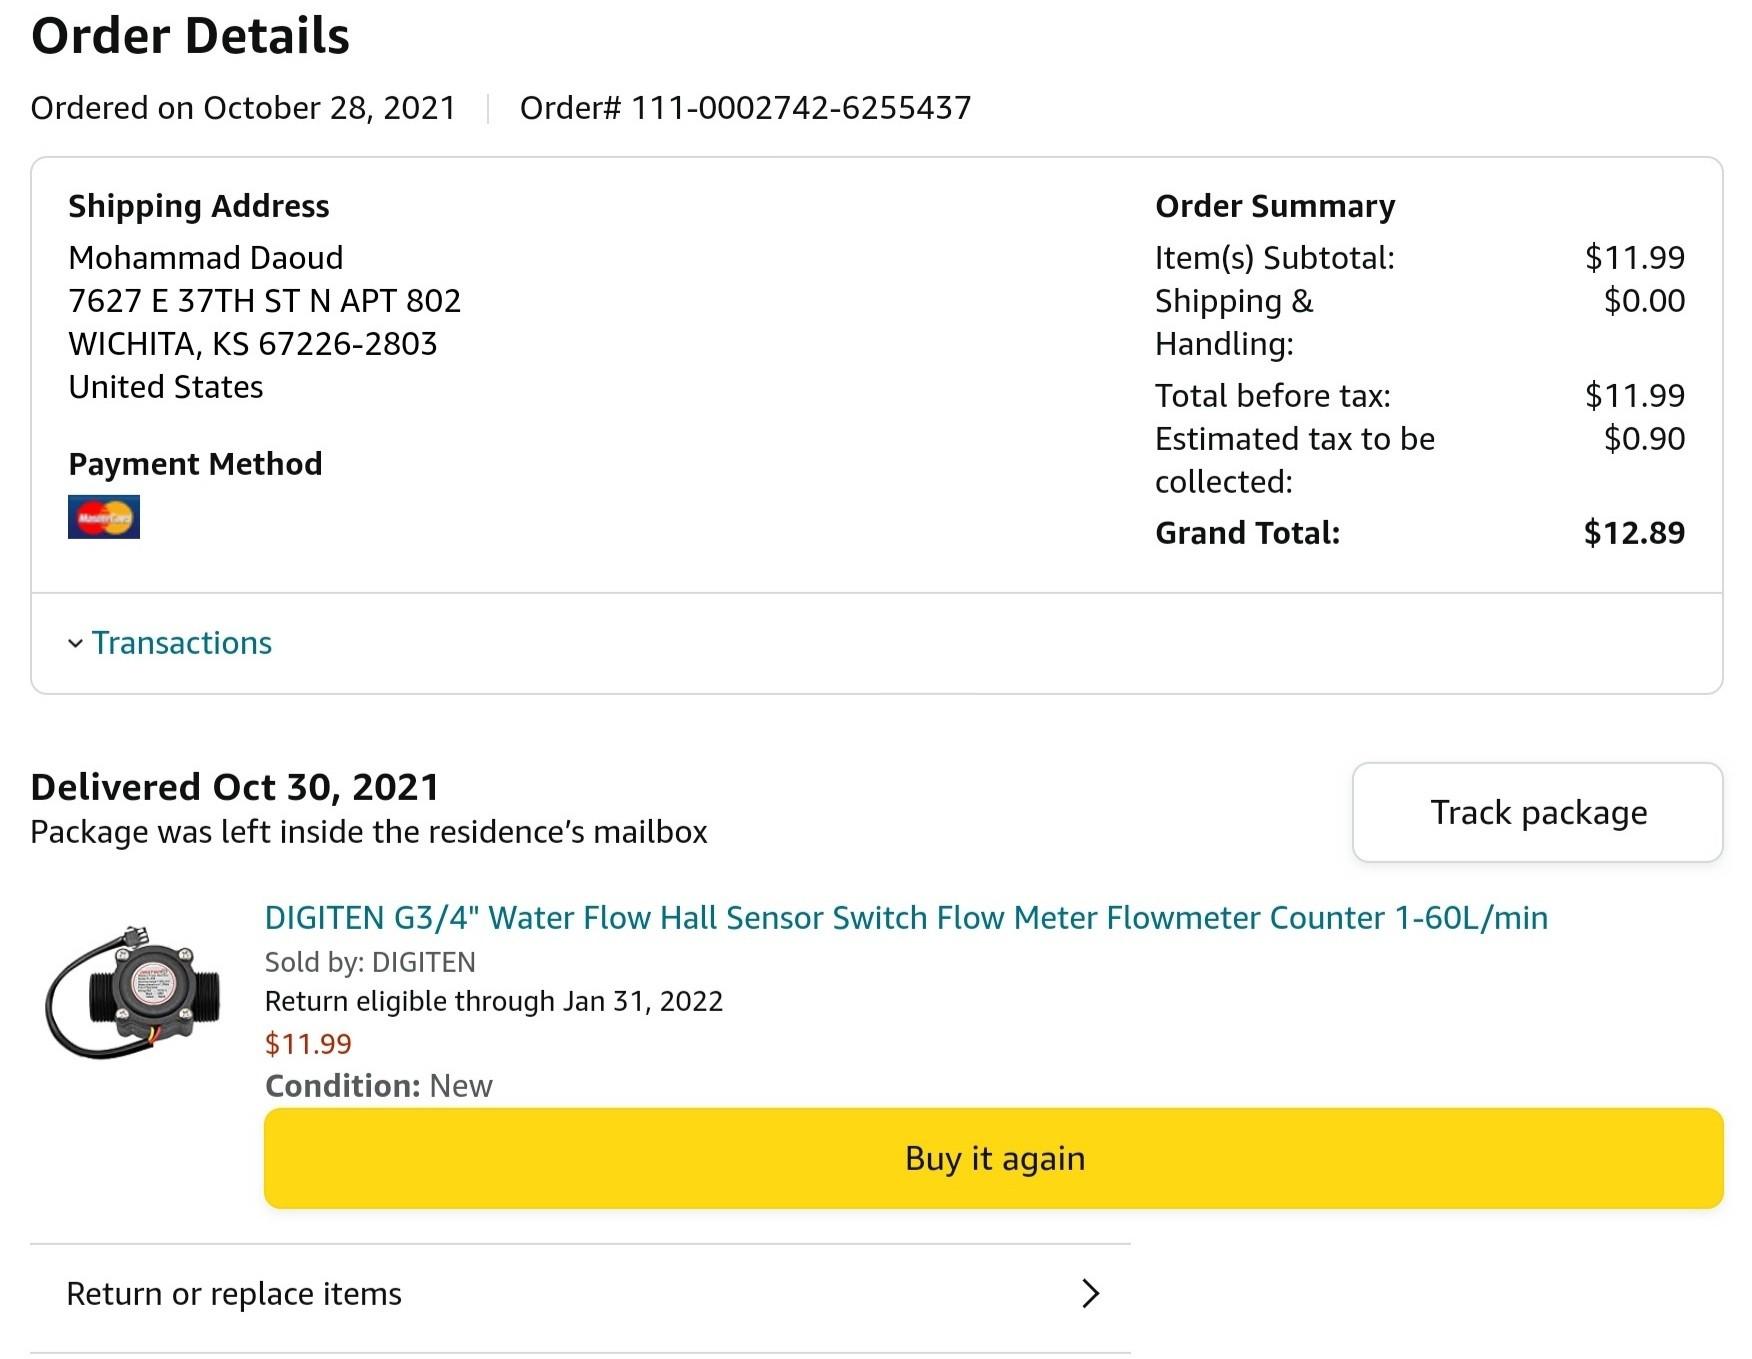 Order Details
Ordered on October 28, 2021
Order# 111-0002742-6255437
Shipping Address
Mohammad Daoud
7627 E 37TH ST N APT 802
WICHITA, KS 67226-2803
United States
Payment Method
MasterCard
Order Summary
Item(s) Subtotal: $11.99
Shipping & $0.00
Handling:
Total before tax: $11.99
Estimated tax to be $0.90
collected:
Grand Total: $12.89
Transactions
Delivered Oct 30, 2021
Package was left inside the residence’s mailbox
Track package
DIGITEN G3/4" Water Flow Hall Sensor Switch Flow Meter Flowmeter Counter 1-60L/min
Sold by: DIGITEN
Return eligible through Jan 31, 2022
$11.99
Condition: New
Buy it again
Return or replace items